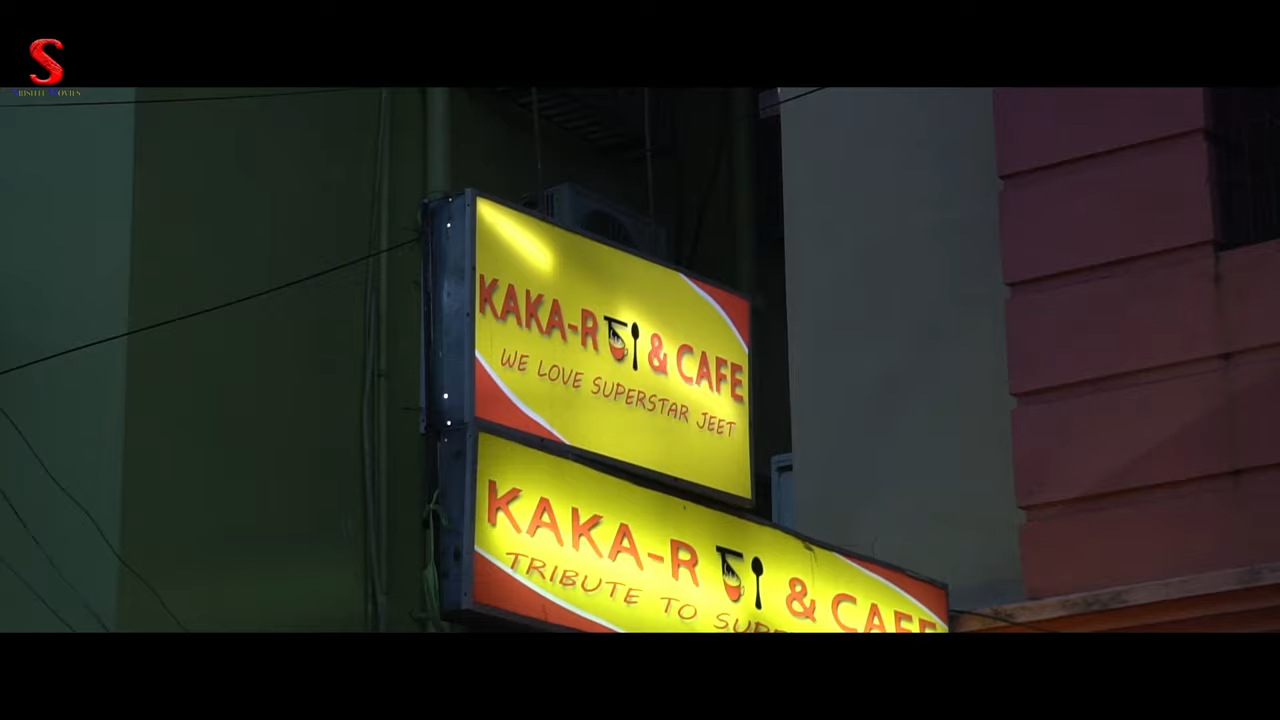 S
KAKA-R চা & CAFE
WE LOVE SUPERSTAR JEET
KAKA-R চা & CAFE
TRIBUTE TO